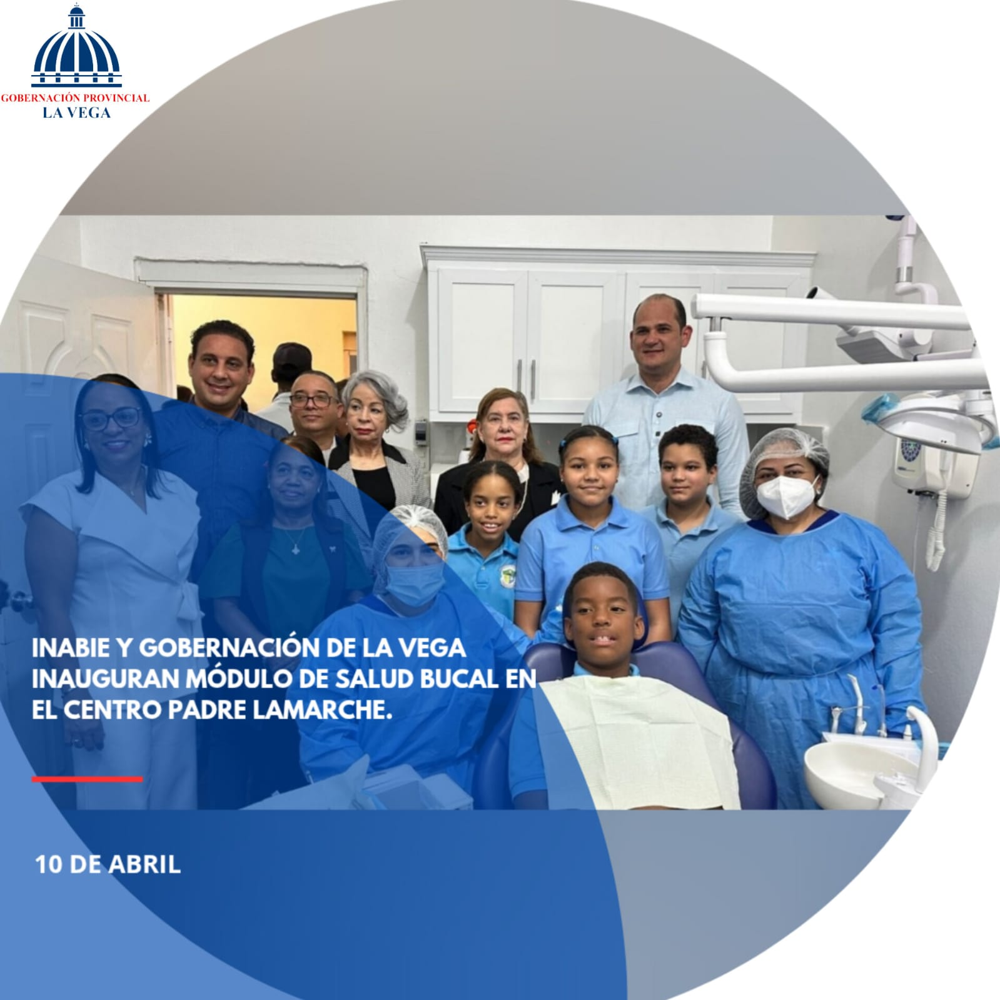 GOBERNACIÓN PROVINCIAL
LA VEGA
INABIE Y GOBERNACIÓN DE LA VEGA
INAUGURAN MÓDULO DE SALUD BUCAL EN
EL CENTRO PADRE LAMARCHE.
10 DE ABRIL